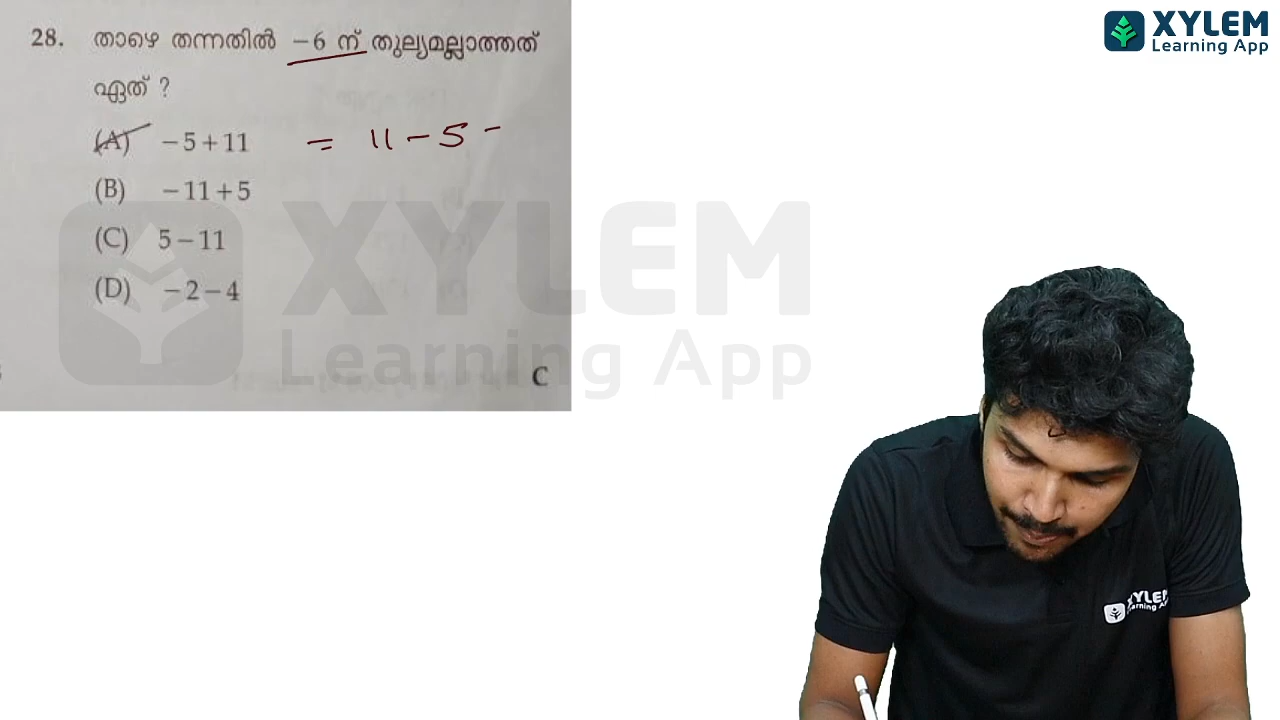 XYLEM
Learning App
28. താഴെ തന്നതിൽ −6 ന് തുല്യമല്ലാത്തത്
ഏത് ?
(A) −5+11 = 11 − 5 −
(B) −11+5
(C) 5−11
(D) −2−4
C
XYLEM
Learning App
XYLEM